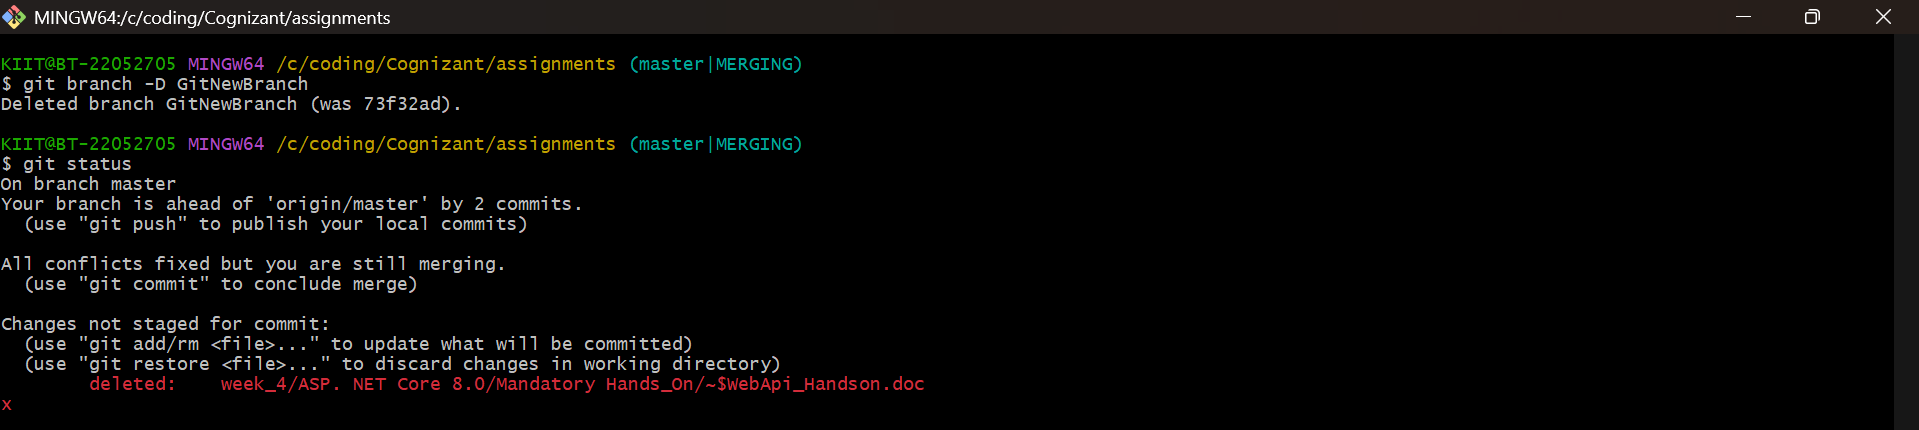 MINGW64:/c/coding/Cognizant/assignments
KIIT@BT-22052705 MINGW64 /c/coding/Cognizant/assignments (master|MERGING)
$ git branch -D GitNewBranch
Deleted branch GitNewBranch (was 73f32ad).
KIIT@BT-22052705 MINGW64 /c/coding/Cognizant/assignments (master|MERGING)
$ git status
On branch master
Your branch is ahead of 'origin/master' by 2 commits.
  (use "git push" to publish your local commits)
All conflicts fixed but you are still merging.
  (use "git commit" to conclude merge)
Changes not staged for commit:
  (use "git add/rm <file>..." to update what will be committed)
  (use "git restore <file>..." to discard changes in working directory)
        deleted:    week_4/ASP. NET Core 8.0/Mandatory Hands_On/~$WebApi_Handson.doc
x